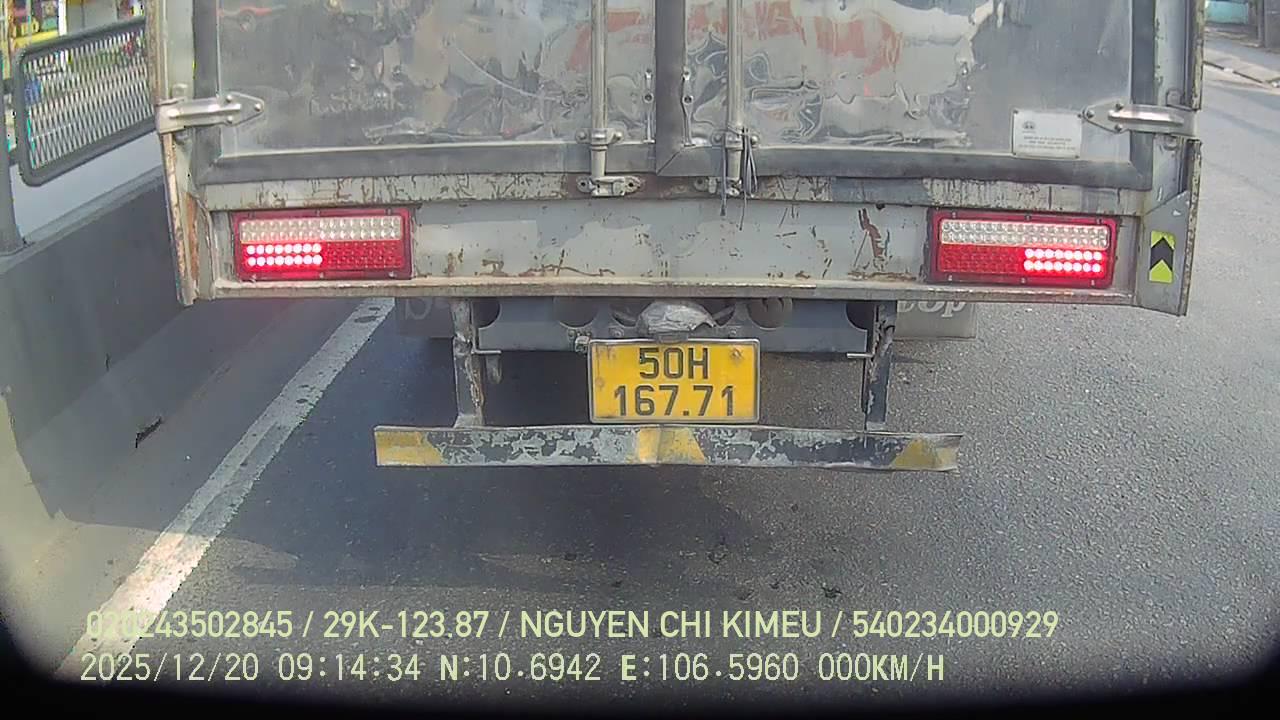 50H
167.71
020243502845 / 29K-123.87 / NGUYEN CHI KIMEU / 540234000929
2025/12/20 09:14:34 N:10.6942 E:106.5960 000KM/H